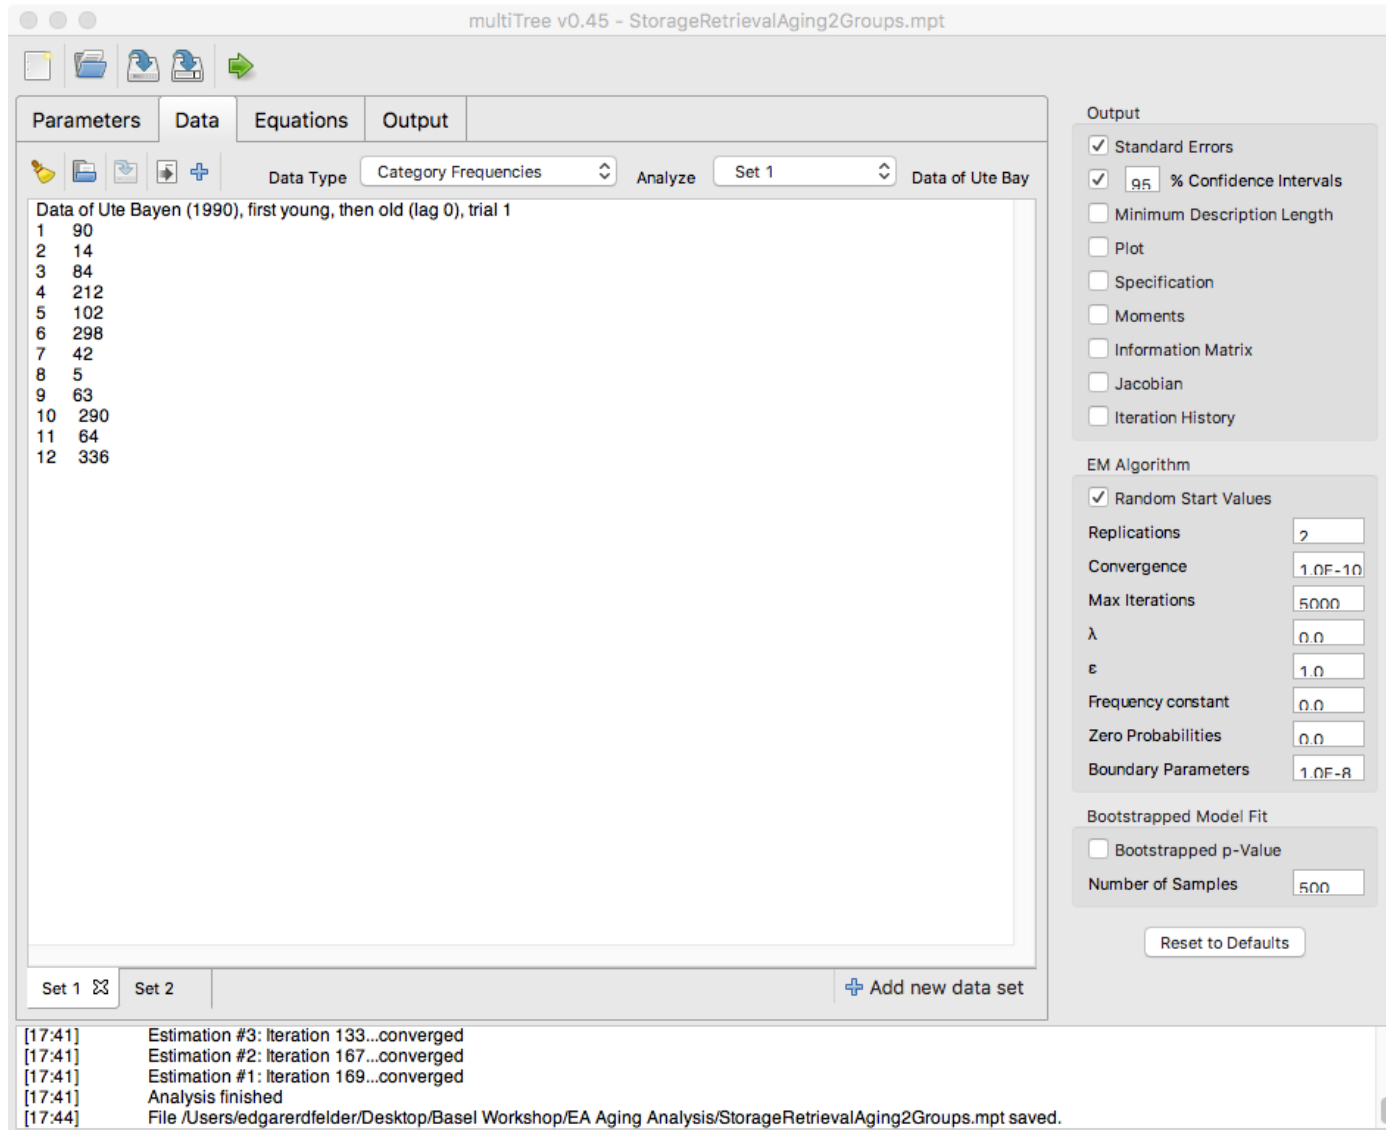 multiTree v0.45 - StorageRetrievalAging2Groups.mpt
Parameters Data Equations Output
Data Type Category Frequencies Analyze Set 1 Data of Ute Bay
Data of Ute Bayen (1990), first young, then old (lag 0), trial 1
1 90
2 14
3 84
4 212
5 102
6 298
7 42
8 5
9 63
10 290
11 64
12 336
Set 1 Set 2 Add new data set
Output
Standard Errors
95 % Confidence Intervals
Minimum Description Length
Plot
Specification
Moments
Information Matrix
Jacobian
Iteration History
EM Algorithm
Random Start Values
Replications 2
Convergence 1.0E-10
Max Iterations 5000
λ 0.0
ε 1.0
Frequency constant 0.0
Zero Probabilities 0.0
Boundary Parameters 1.0E-8
Bootstrapped Model Fit
Bootstrapped p-Value
Number of Samples 500
Reset to Defaults
[17:41] Estimation #3: Iteration 133...converged
[17:41] Estimation #2: Iteration 167...converged
[17:41] Estimation #1: Iteration 169...converged
[17:41] Analysis finished
[17:44] File /Users/edgarerdfelder/Desktop/Basel Workshop/EA Aging Analysis/StorageRetrievalAging2Groups.mpt saved.